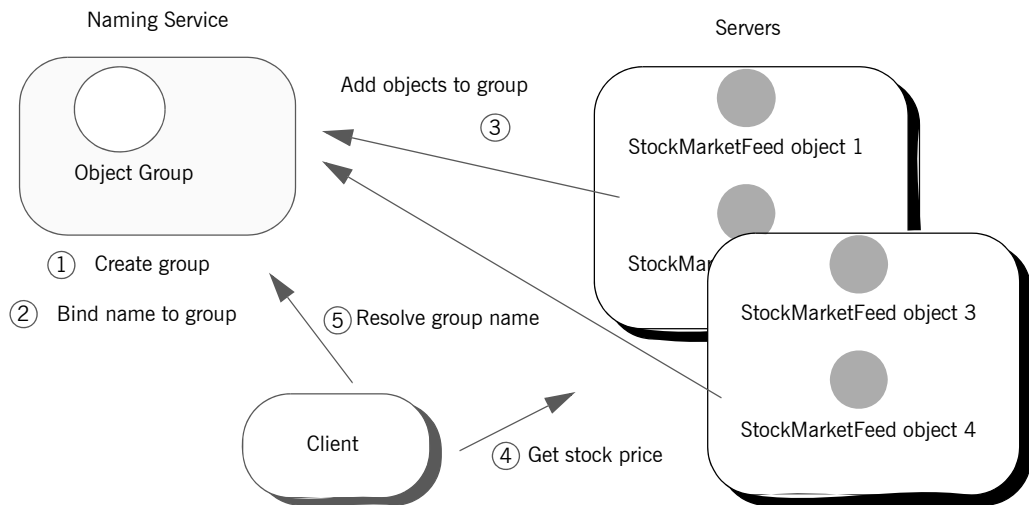 Naming Service
Servers
Add objects to group
3
StockMarketFeed object 1
Object Group
StockMar
1 Create group
2 Bind name to group
5 Resolve group name
StockMarketFeed object 3
Client
4 Get stock price
StockMarketFeed object 4